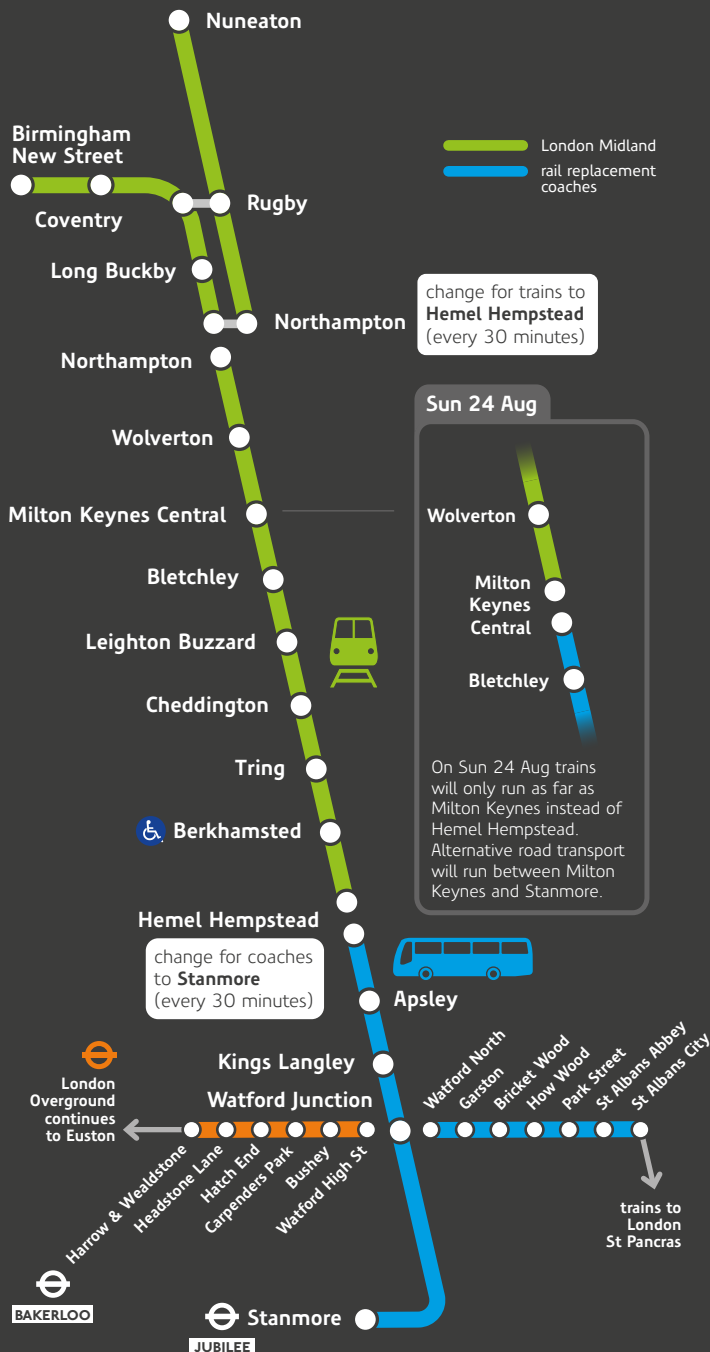 Nuneaton
Birmingham
New Street
London Midland
rail replacement
coaches
Coventry
Rugby
Long Buckby
change for trains to
Hemel Hempstead
(every 30 minutes)
Northampton
Northampton
Sun 24 Aug
Wolverton
Wolverton
Milton Keynes Central
Milton
Keynes
Central
Bletchley
Leighton Buzzard
Bletchley
Cheddington
Tring
On Sun 24 Aug trains
will only run as far as
Milton Keynes instead of
Hemel Hempstead.
Alternative road transport
will run between Milton
Keynes and Stanmore.
Berkhamsted
Hemel Hempstead
change for coaches
to Stanmore
(every 30 minutes)
Apsley
Kings Langley
Watford Junction
London
Overground
continues
to Euston
Harrow & Wealdstone
Headstone Lane
Hatch End
Carpenders Park
Bushey
Watford High St
Watford North
Garston
Bricket Wood
How Wood
Park Street
St Albans Abbey
St Albans City
trains to
London
St Pancras
BAKERLOO
Stanmore
JUBILEE